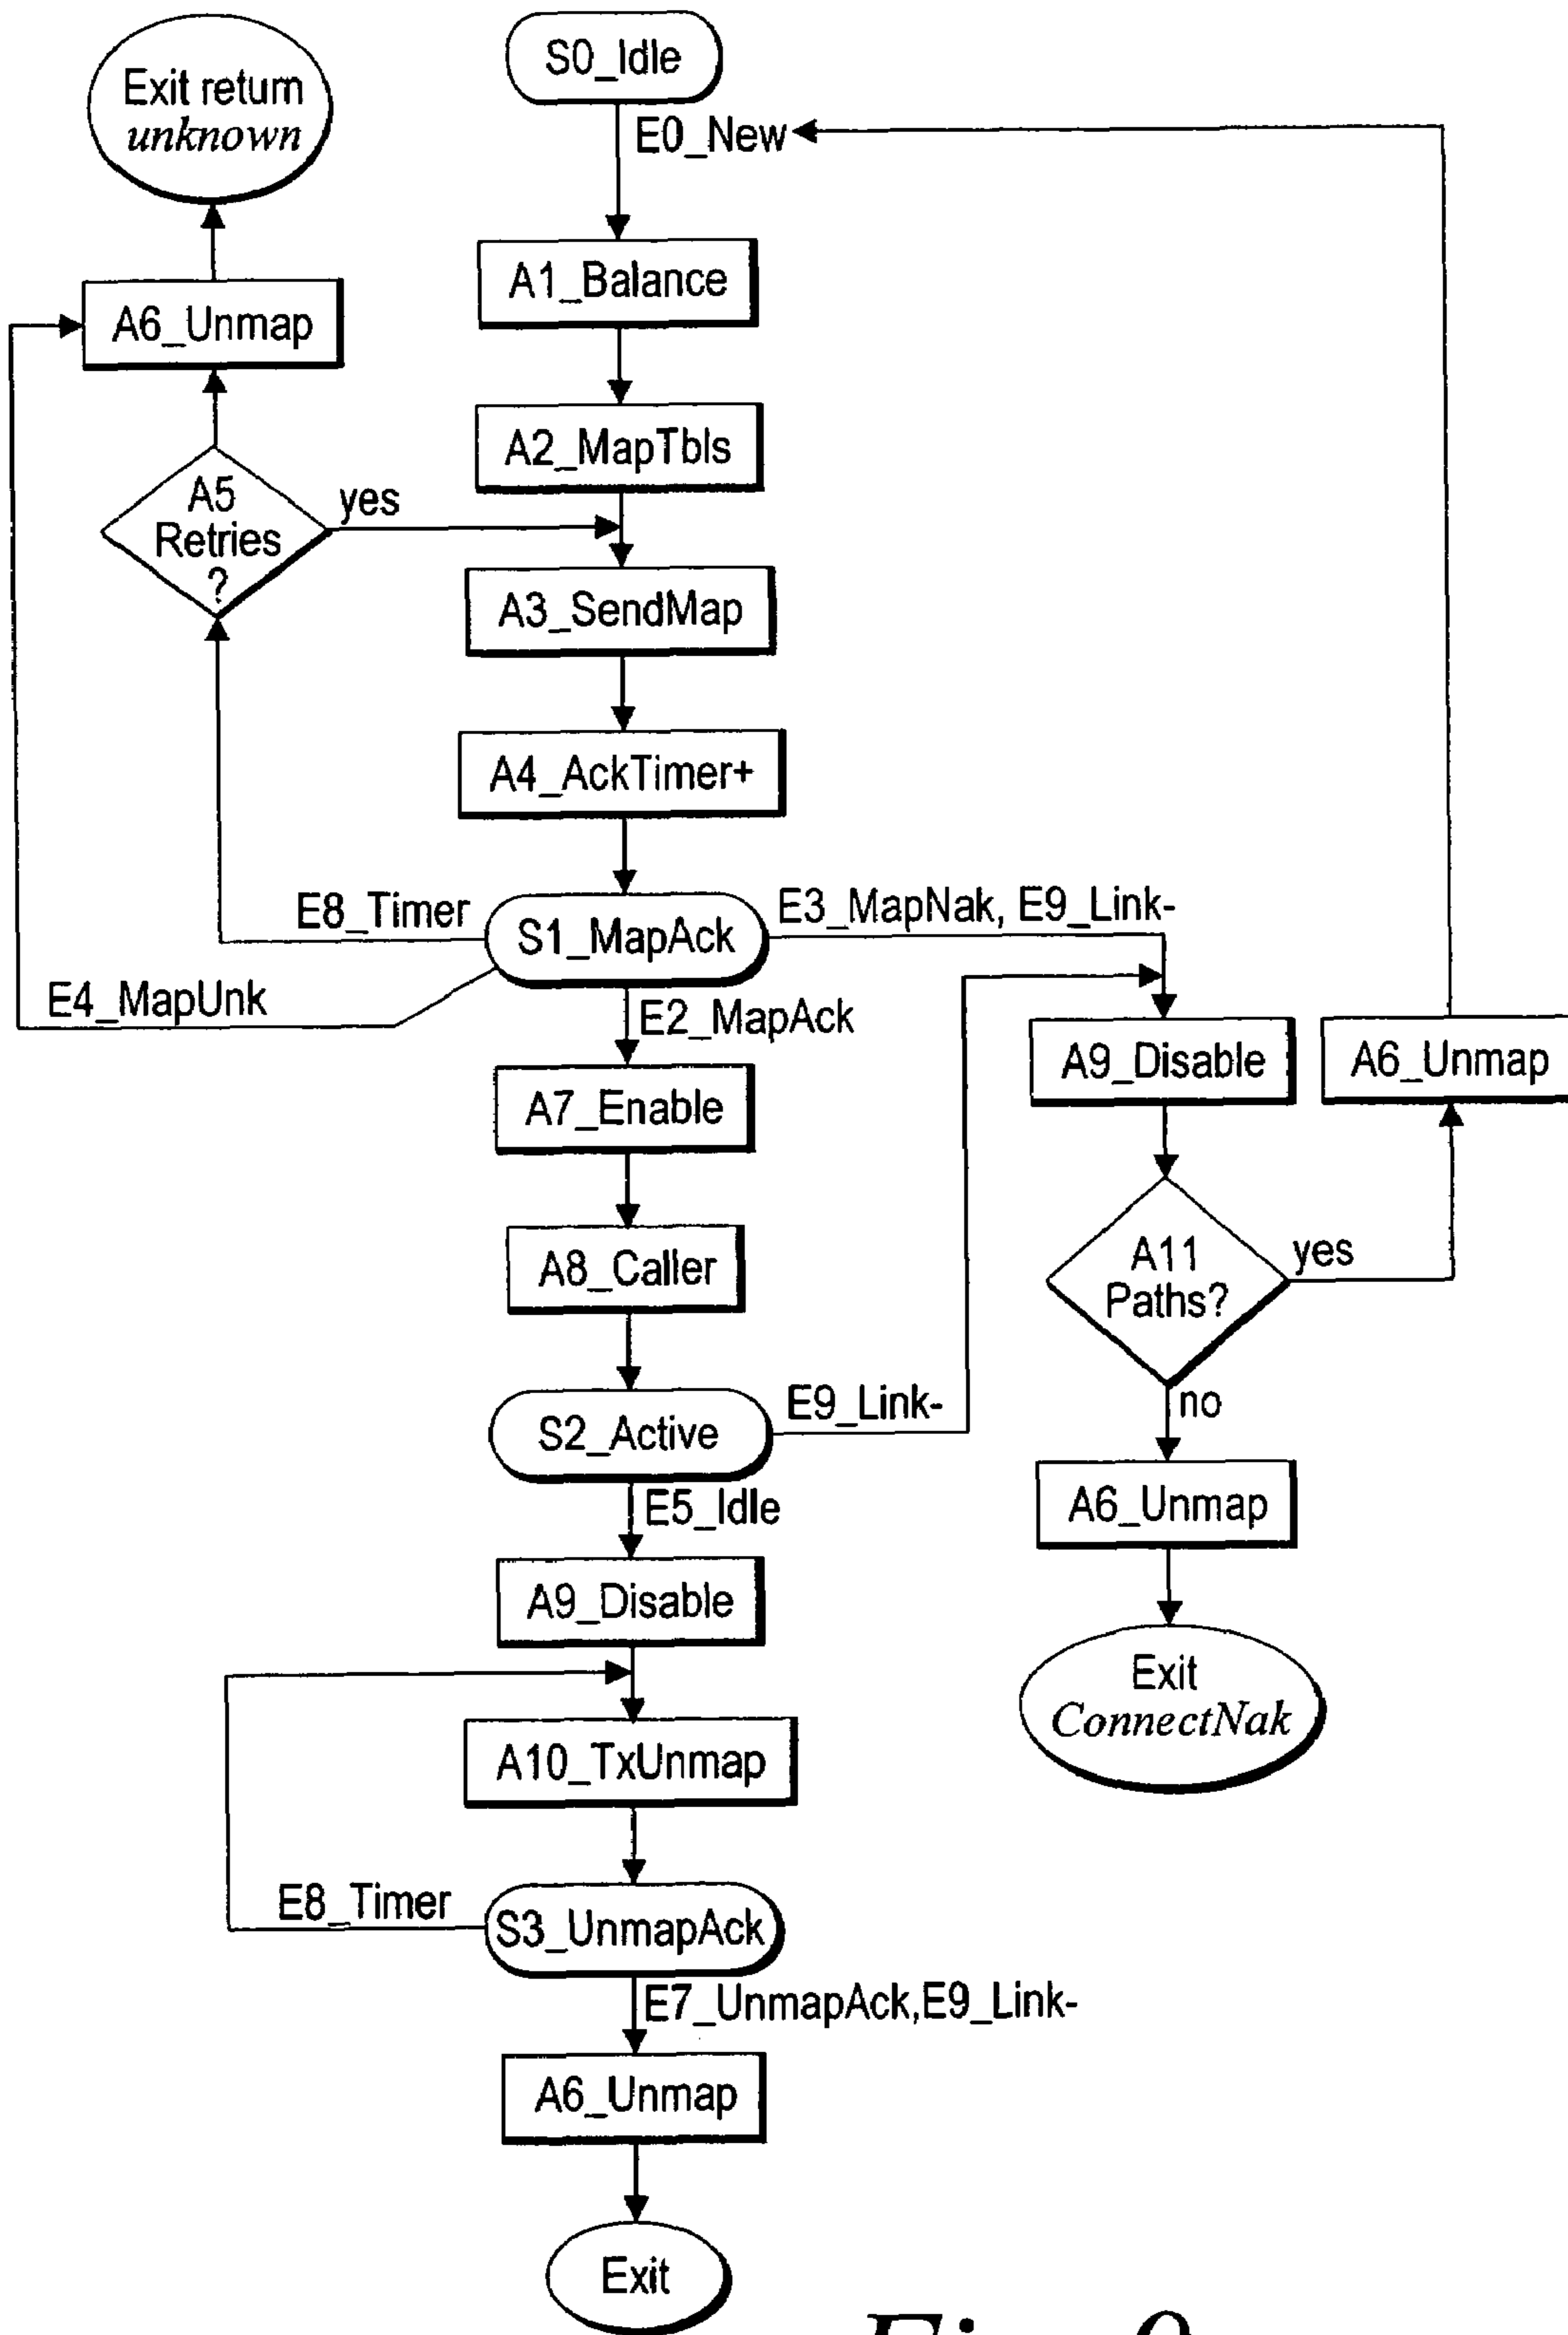 S0_Idle
Exit return
unknown
E0_New
A1_Balance
A6_Unmap
A2_MapTbls
A5
Retries
?
yes
A3_SendMap
A4_AckTimer+
E8_Timer
S1_MapAck
E3_MapNak, E9_Link-
E4_MapUnk
E2_MapAck
A9_Disable
A6_Unmap
A7_Enable
A8_Caller
A11
Paths?
yes
no
S2_Active
E9_Link-
E5_Idle
A6_Unmap
A9_Disable
Exit
ConnectNak
A10_TxUnmap
E8_Timer
S3_UnmapAck
E7_UnmapAck,E9_Link-
A6_Unmap
Exit